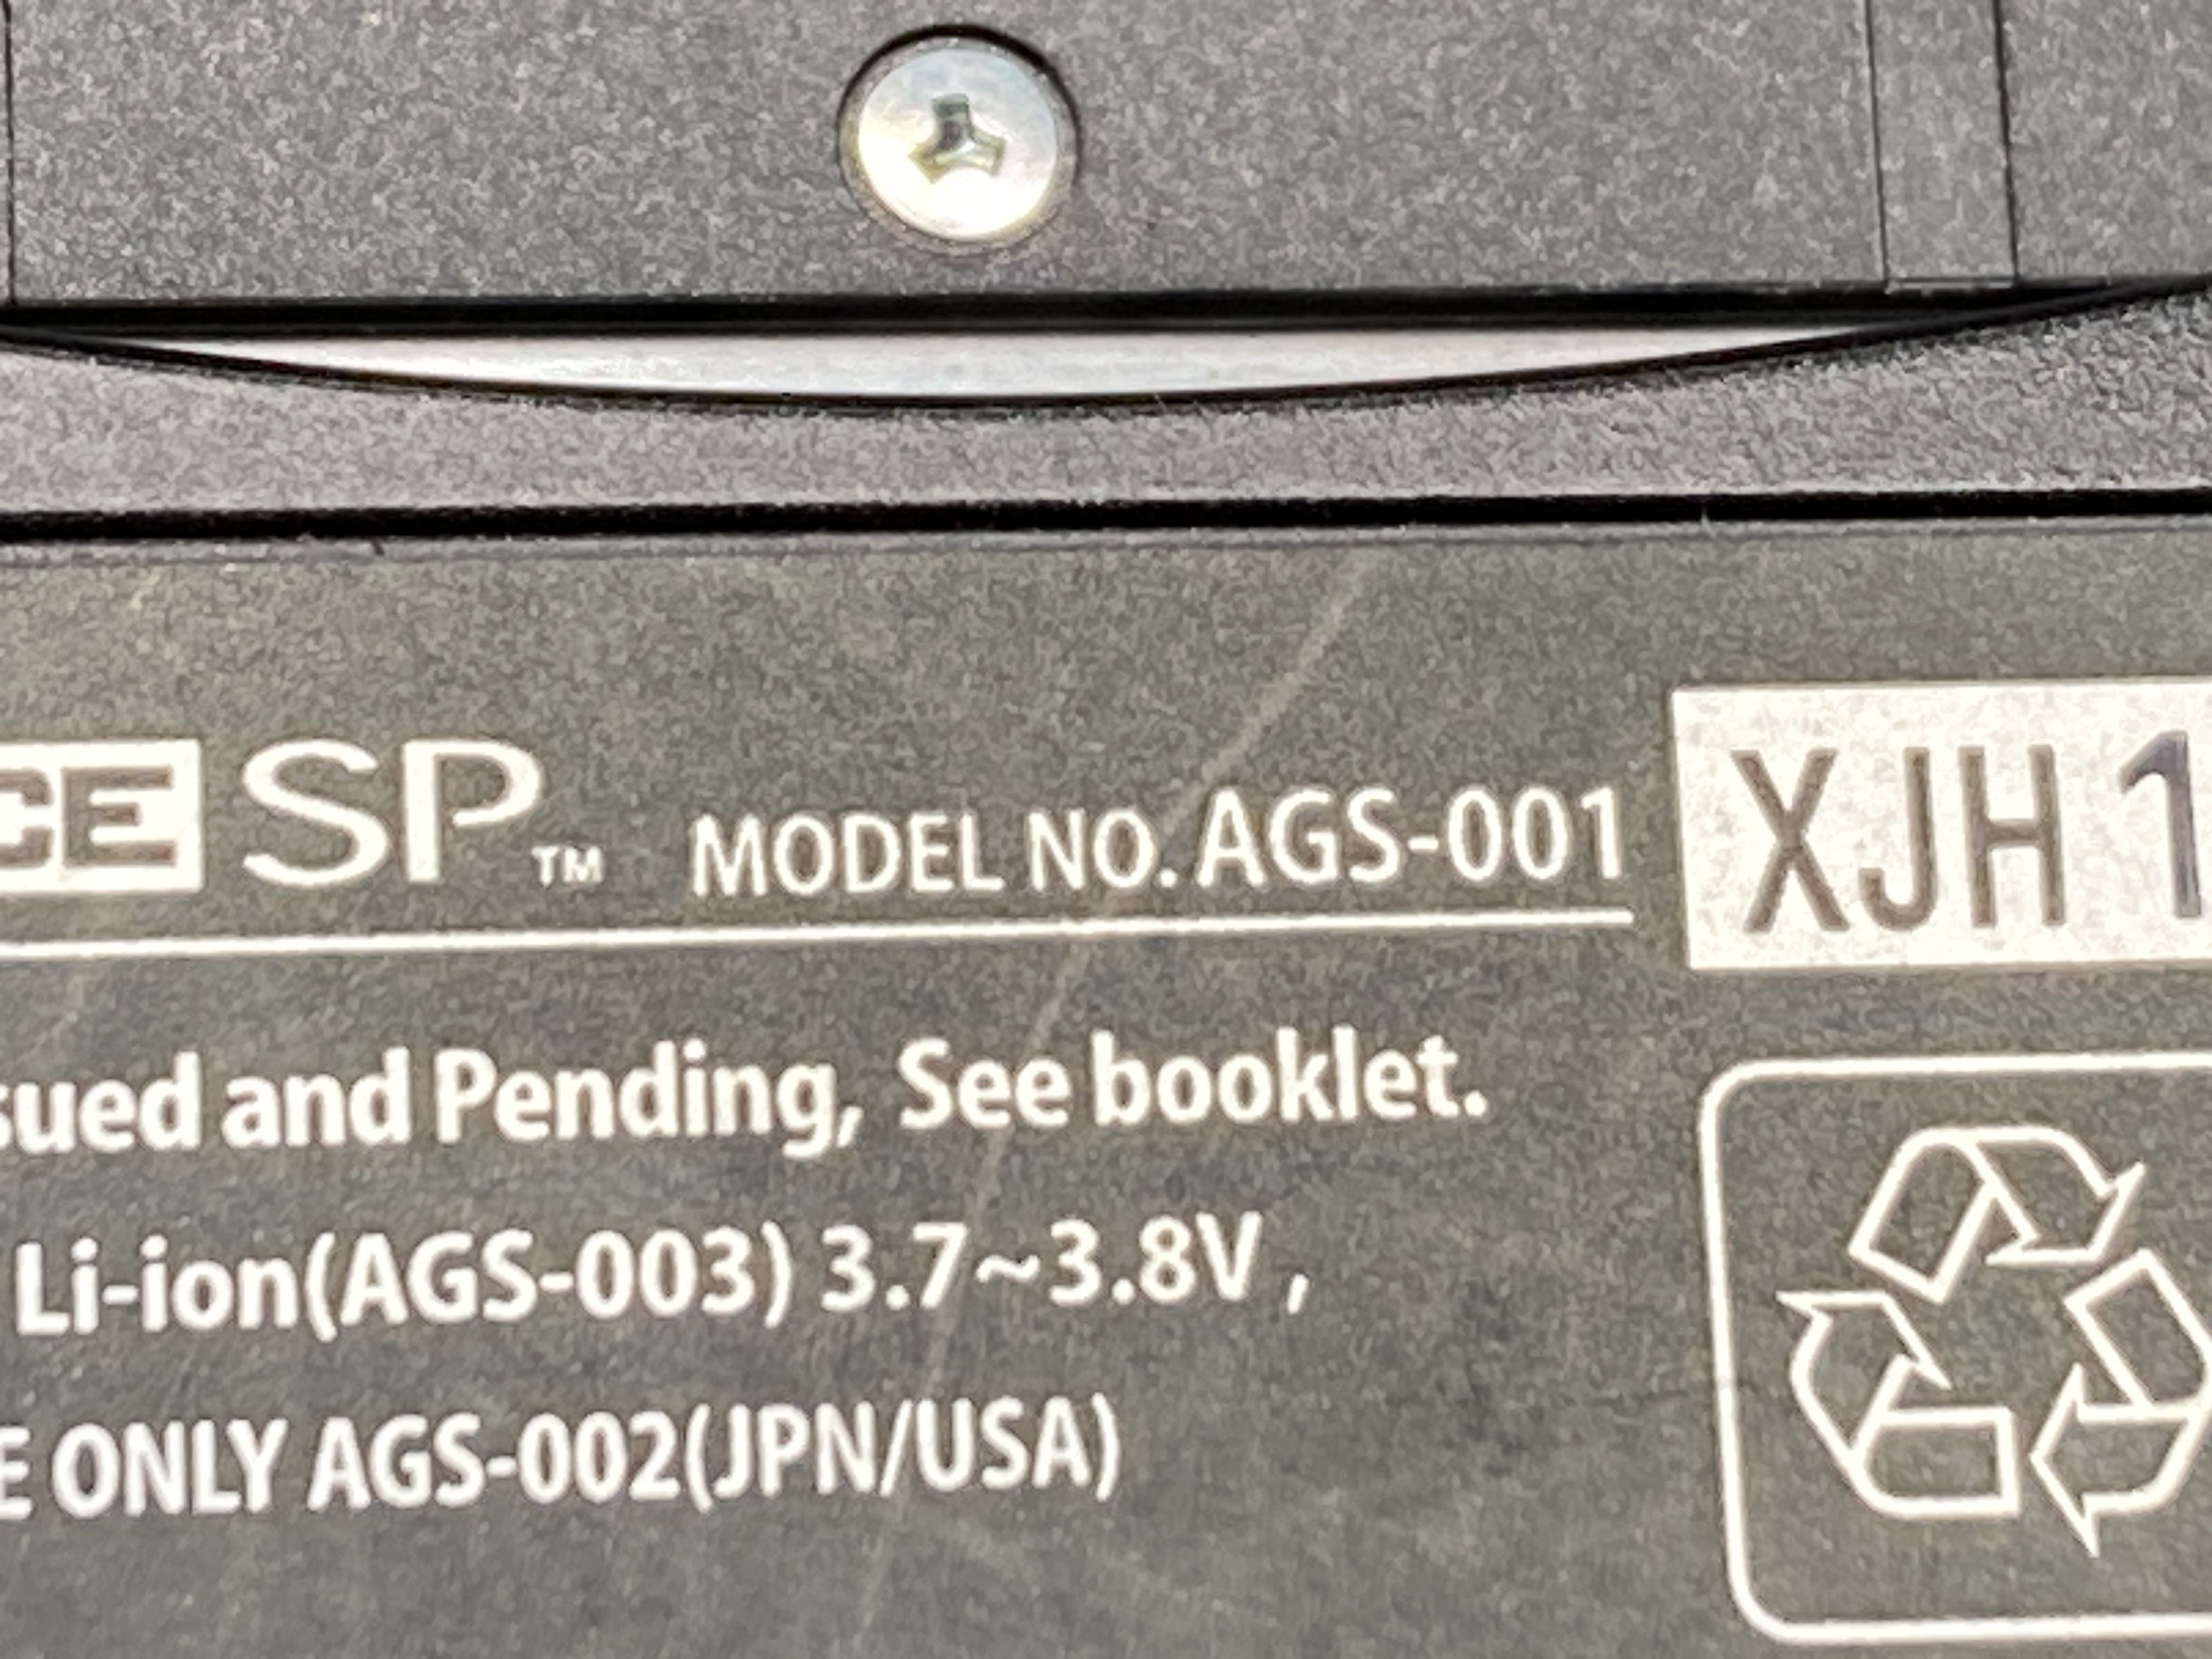 CE SP™ MODEL NO. AGS-001 XJH 1
sued and Pending, See booklet.
Li-ion(AGS-003) 3.7~3.8V ,
E ONLY AGS-002(JPN/USA)